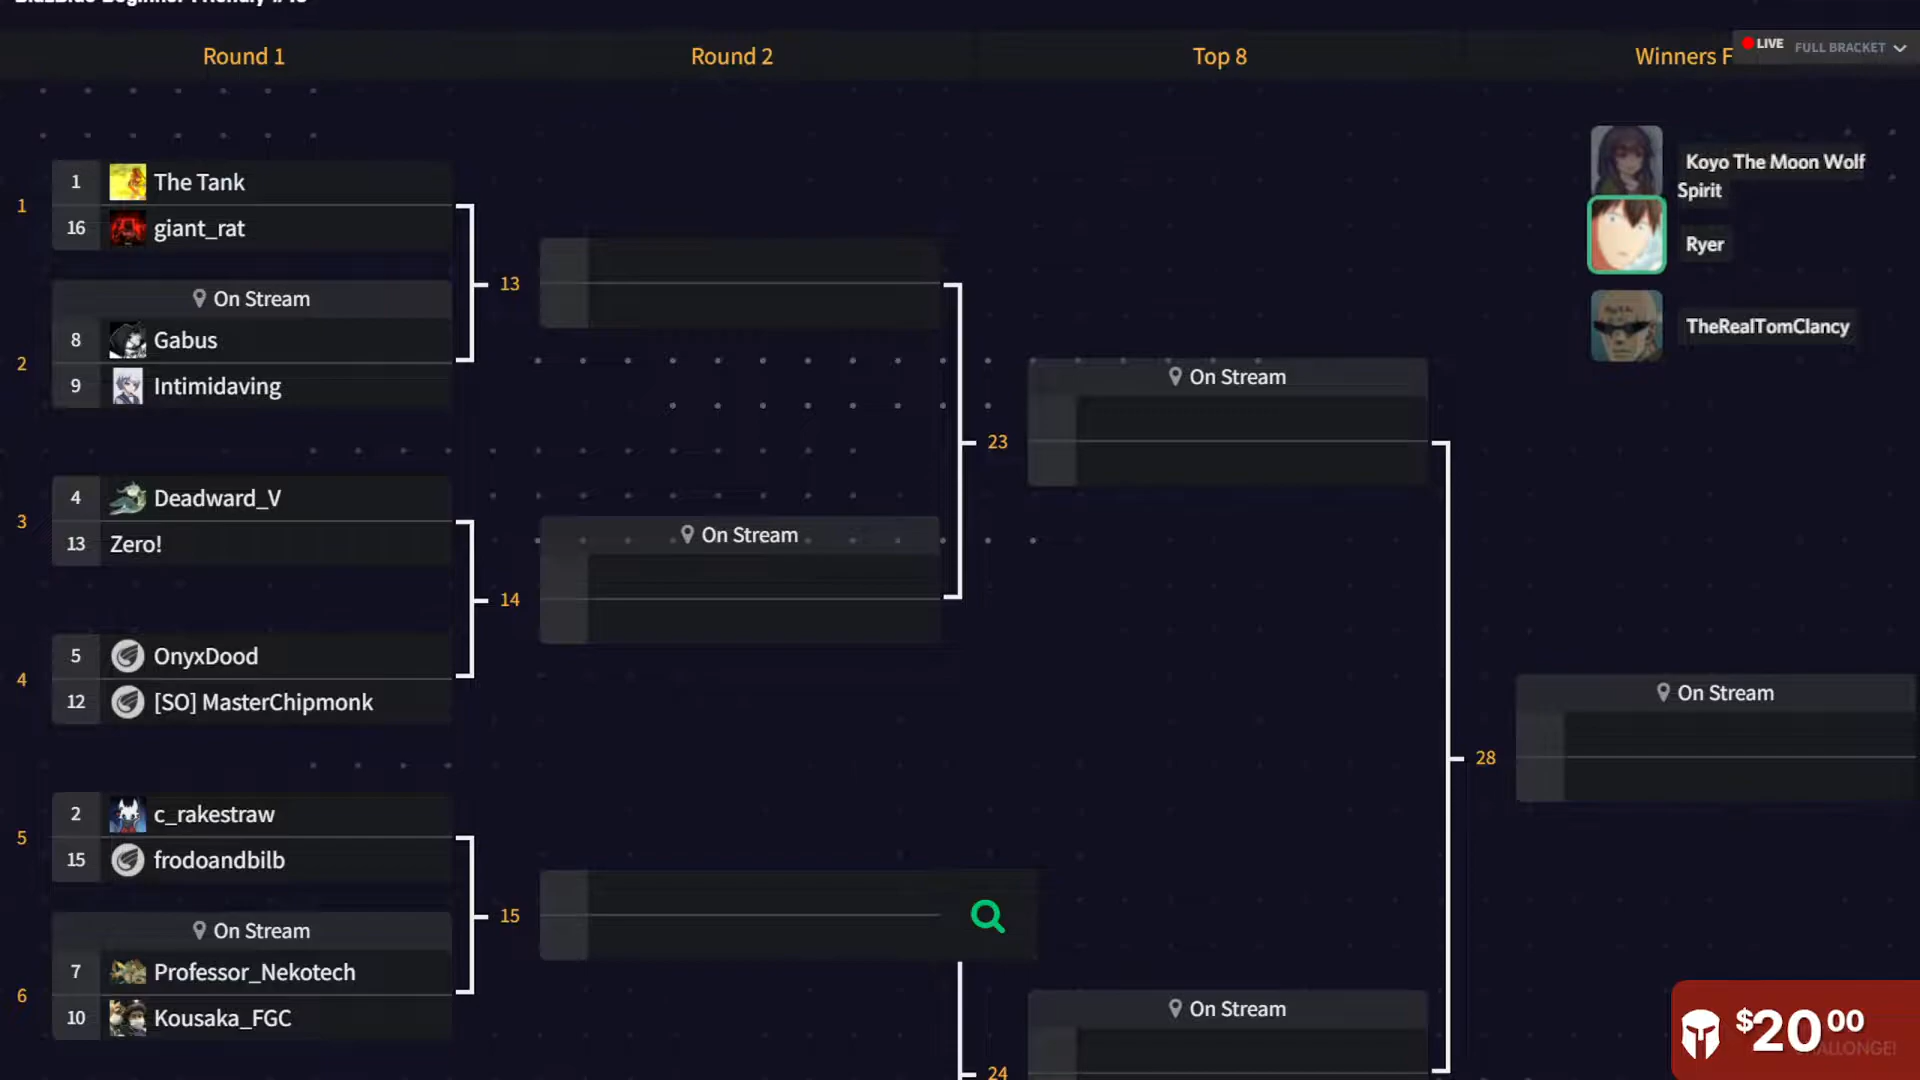 Round 1
Round 2
Top 8
Winners F
LIVE
FULL BRACKET
1
1
The Tank
16
giant_rat
On Stream
2
8
Gabus
9
Intimidaving
3
4
Deadward_V
13
Zero!
4
5
OnyxDood
12
[SO] MasterChipmonk
5
2
c_rakestraw
15
frodoandbilb
On Stream
6
7
Professor_Nekotech
10
Kousaka_FGC
13
14
On Stream
15
23
On Stream
24
On Stream
28
On Stream
Koyo The Moon Wolf
Spirit
Ryer
TheRealTomClancy
$20 00